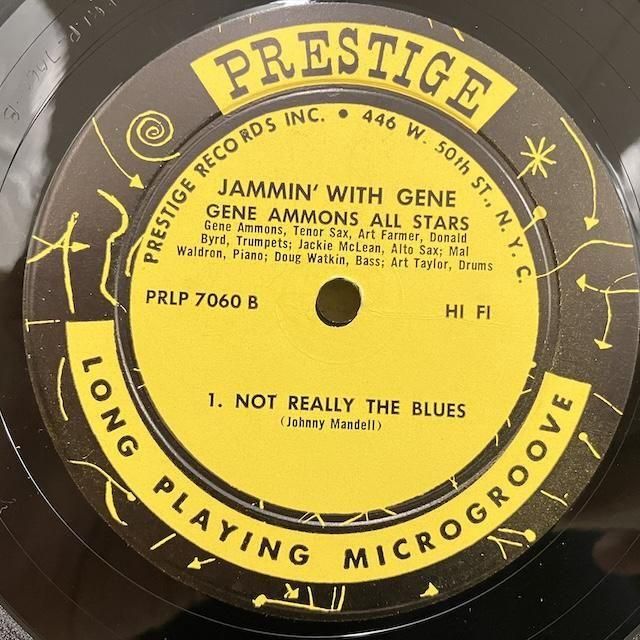 PRESTIGE
PRESTIGE RECORDS INC. • 446 W. 50th ST., N.Y.C.
JAMMIN' WITH GENE
GENE AMMONS ALL STARS
Gene Ammons, Tenor Sax, Art Farmer, Donald
Byrd, Trumpets; Jackie McLean, Alto Sax; Mal
Waldron, Piano; Doug Watkin, Bass; Art Taylor, Drums
PRLP 7060 B
HI FI
1. NOT REALLY THE BLUES
(Johnny Mandell)
LONG PLAYING MICROGROOVE